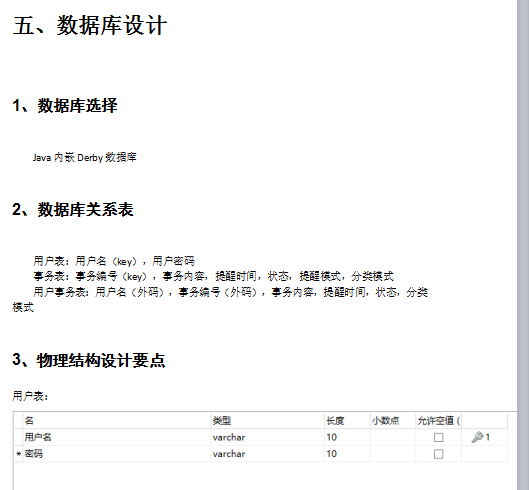 五、数据库设计
1、数据库选择
Java 内嵌 Derby 数据库
2、数据库关系表
用户表：用户名（key），用户密码
事务表：事务编号（key），事务内容，提醒时间，状态，提醒模式，分类模式
用户事务表：用户名（外码），事务编号（外码），事务内容，提醒时间，状态，分类
模式
3、物理结构设计要点
用户表：
名 类型 长度 小数点 允许空值 (
用户名 varchar 10 1
* 密码 varchar 10